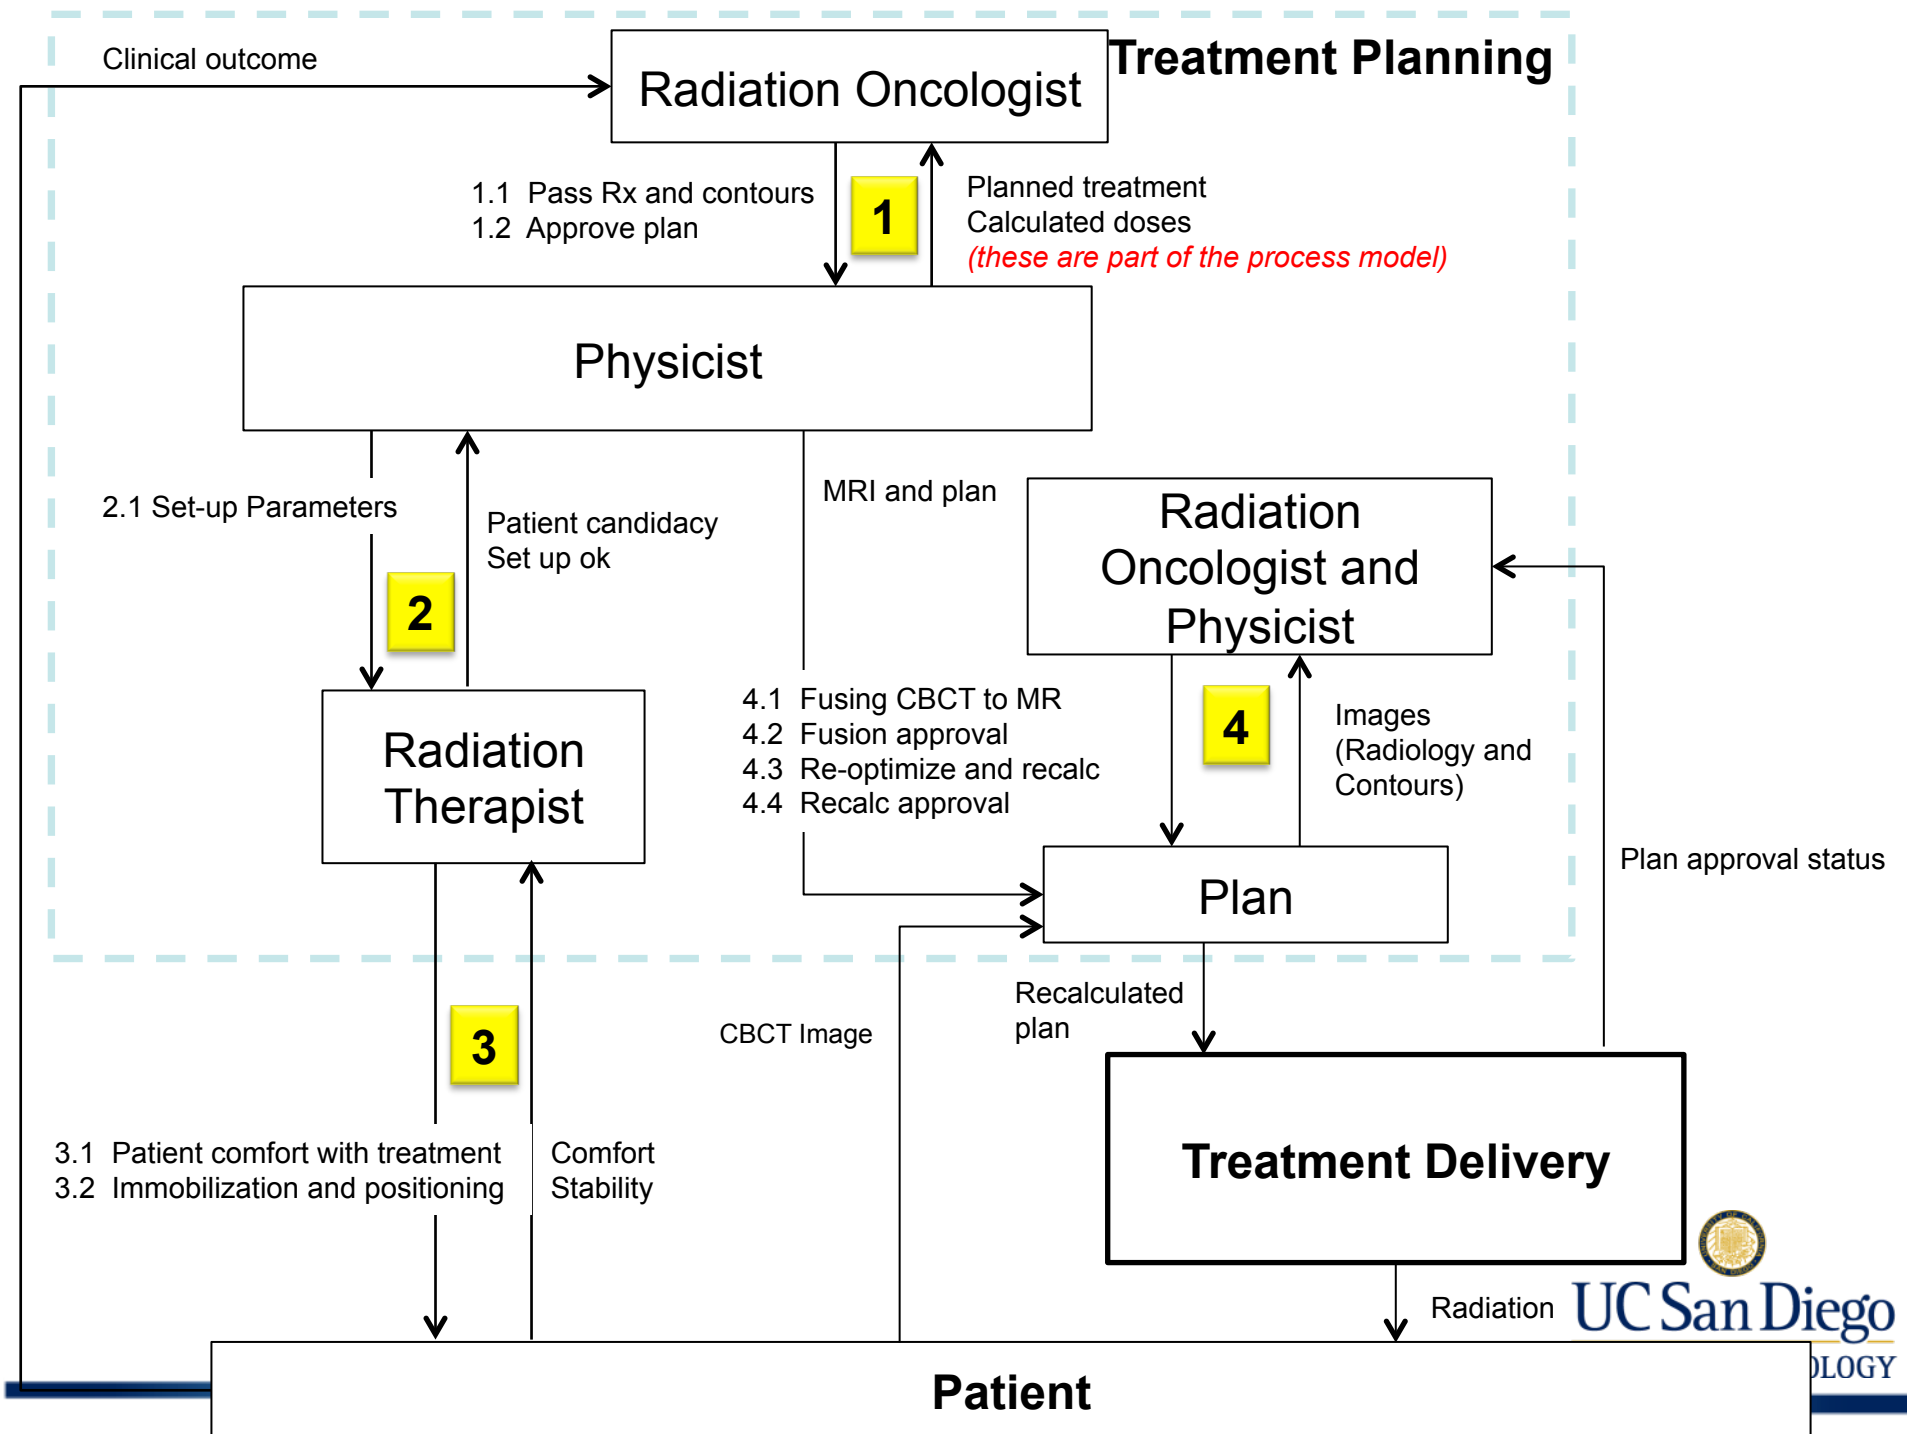 Clinical outcome
Treatment Planning
Radiation Oncologist
1.1 Pass Rx and contours
1.2 Approve plan
1
Planned treatment
Calculated doses
(these are part of the process model)
Physicist
2.1 Set-up Parameters
Patient candidacy
Set up ok
2
MRI and plan
Radiation
Oncologist and
Physicist
Radiation
Therapist
4.1 Fusing CBCT to MR
4.2 Fusion approval
4.3 Re-optimize and recalc
4.4 Recalc approval
4
Images
(Radiology and
Contours)
Plan approval status
Plan
Recalculated
plan
CBCT Image
3
3.1 Patient comfort with treatment
3.2 Immobilization and positioning
Comfort
Stability
Treatment Delivery
Radiation
UC San Diego
OLOGY
Patient